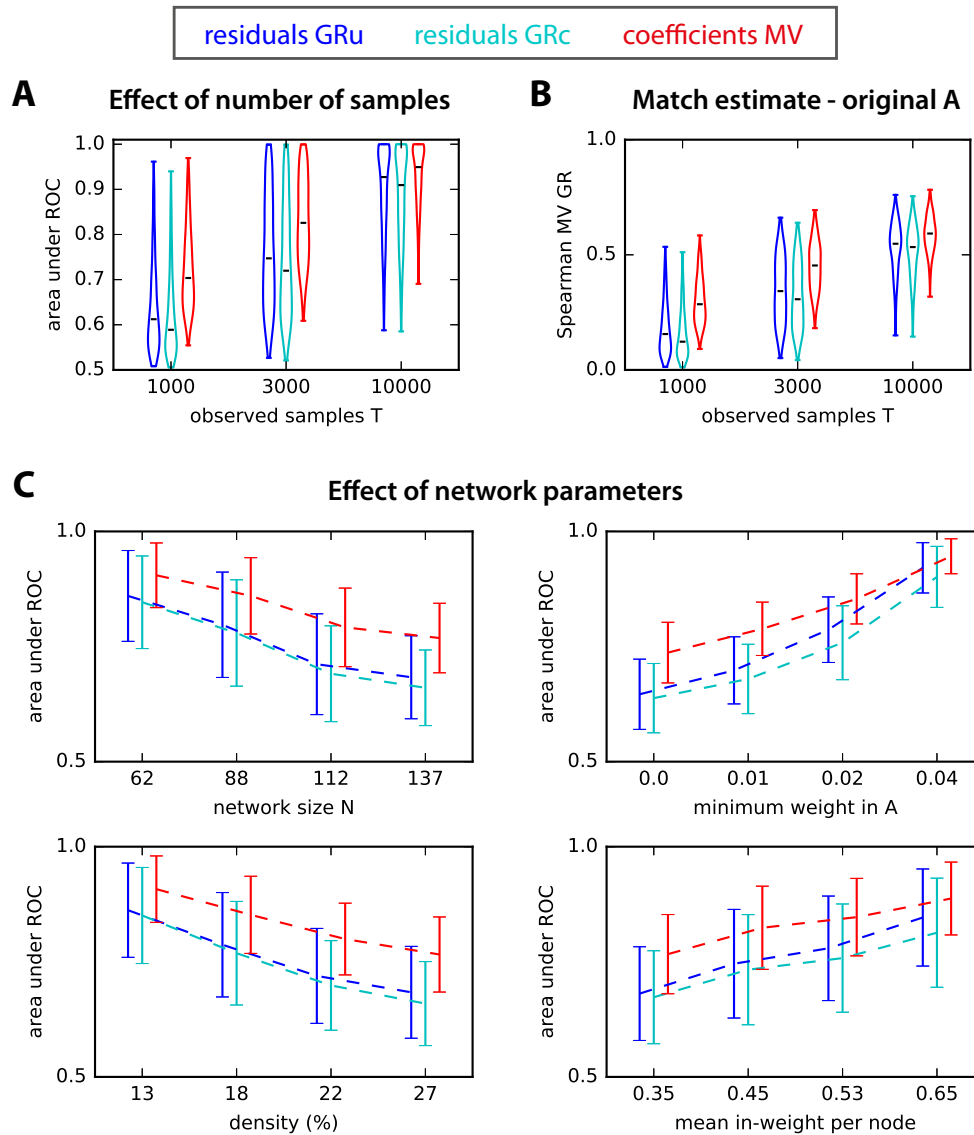 residuals GRu residuals GRc coefficients MV
A Effect of number of samples
area under ROC
1.0
0.9
0.8
0.7
0.6
0.5
1000 3000 10000
observed samples T
B Match estimate - original A
Spearman MV GR
1.0
0.5
0.0
1000 3000 10000
observed samples T
C Effect of network parameters
area under ROC
1.0
0.5
62 88 112 137
network size N
area under ROC
1.0
0.5
0.0 0.01 0.02 0.04
minimum weight in A
area under ROC
1.0
0.5
13 18 22 27
density (%)
area under ROC
1.0
0.5
0.35 0.45 0.53 0.65
mean in-weight per node